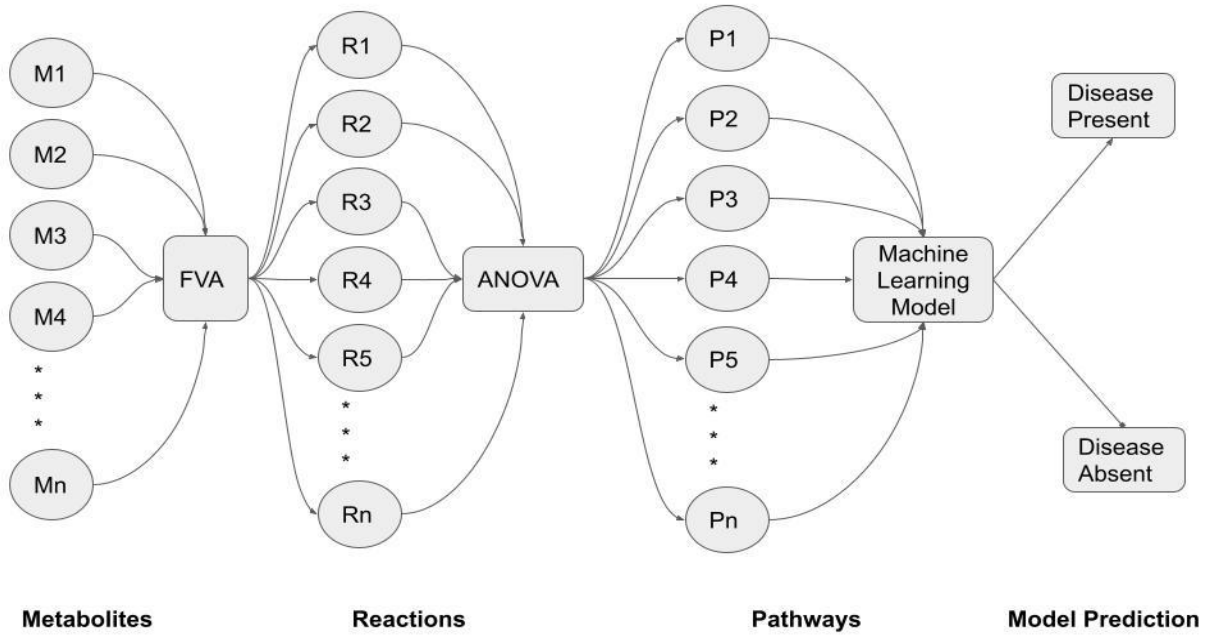 M1
M2
M3
M4
*
*
*
Mn
FVA
R1
R2
R3
R4
R5
*
*
*
Rn
ANOVA
P1
P2
P3
P4
P5
*
*
*
Pn
Machine
Learning
Model
Disease
Present
Disease
Absent
Metabolites
Reactions
Pathways
Model Prediction